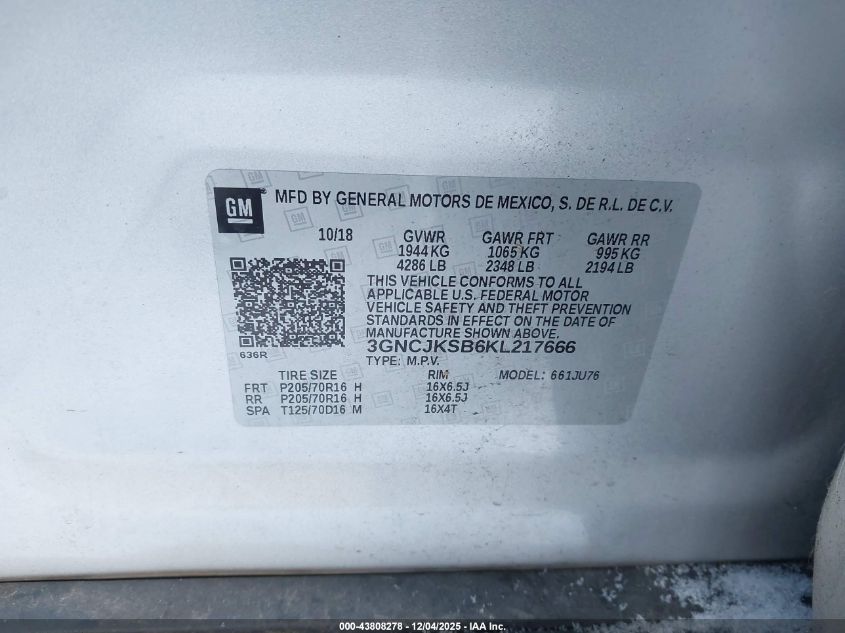 GM MFD BY GENERAL MOTORS DE MEXICO, S. DE R.L. DE C.V.
10/18 GVWR GAWR FRT GAWR RR
1944 KG 1065 KG 995 KG
4286 LB 2348 LB 2194 LB
THIS VEHICLE CONFORMS TO ALL
APPLICABLE U.S. FEDERAL MOTOR
VEHICLE SAFETY AND THEFT PREVENTION
STANDARDS IN EFFECT ON THE DATE OF
MANUFACTURE SHOWN ABOVE.
3GNCJKSB6KL217666
636R TYPE: M.P.V.
TIRE SIZE RIM MODEL: 661JU76
FRT P205/70R16 H 16X6.5J
RR P205/70R16 H 16X6.5J
SPA T125/70D16 M 16X4T
000-43808278 - 12/04/2025 - IAA Inc.